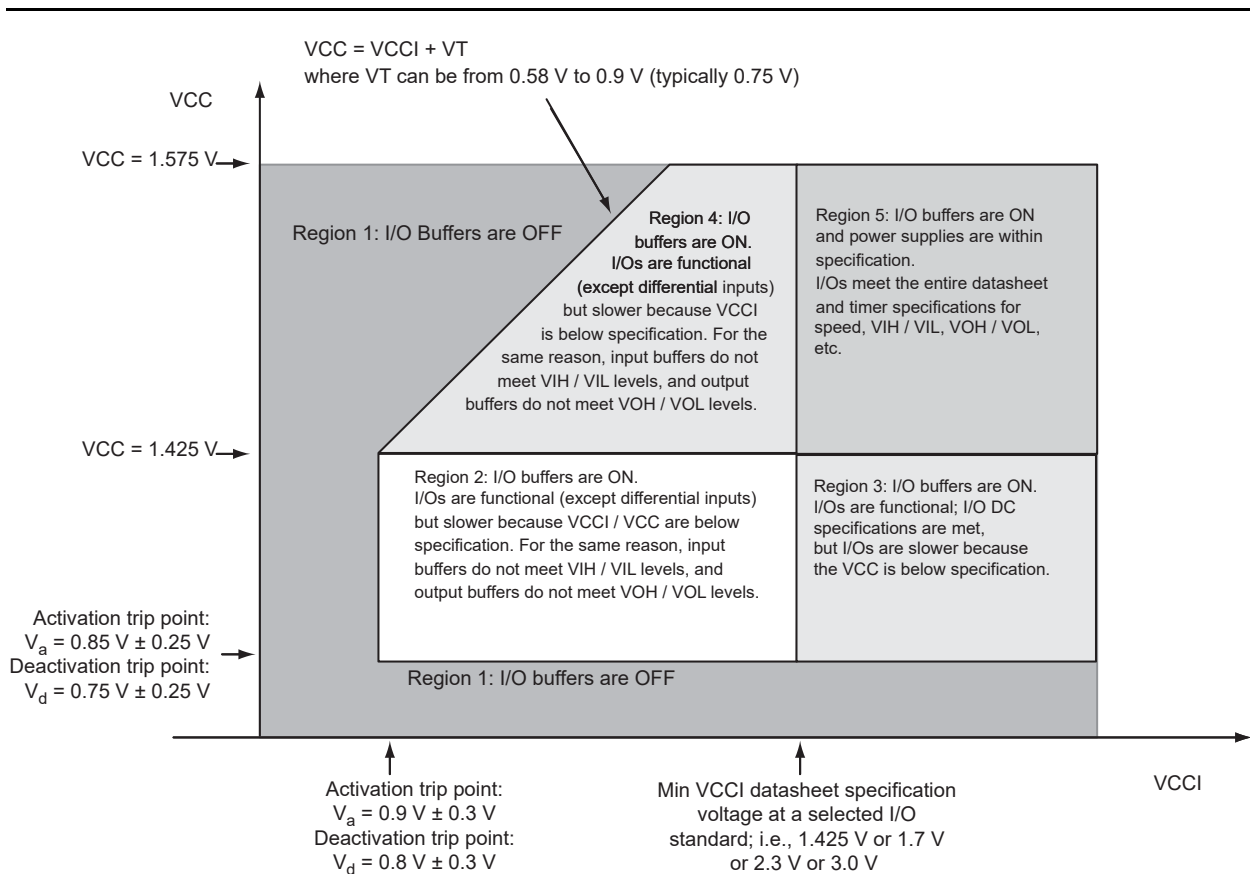 VCC = VCCI + VT
where VT can be from 0.58 V to 0.9 V (typically 0.75 V)
VCC
VCC = 1.575 V
Region 1: I/O Buffers are OFF
Region 4: I/O
buffers are ON.
I/Os are functional
(except differential inputs)
but slower because VCCI
is below specification. For the
same reason, input buffers do not
meet VIH / VIL levels, and output
buffers do not meet VOH / VOL levels.
Region 5: I/O buffers are ON
and power supplies are within
specification.
I/Os meet the entire datasheet
and timer specifications for
speed, VIH / VIL, VOH / VOL,
etc.
VCC = 1.425 V
Region 2: I/O buffers are ON.
I/Os are functional (except differential inputs)
but slower because VCCI / VCC are below
specification. For the same reason, input
buffers do not meet VIH / VIL levels, and
output buffers do not meet VOH / VOL levels.
Region 3: I/O buffers are ON.
I/Os are functional; I/O DC
specifications are met,
but I/Os are slower because
the VCC is below specification.
Activation trip point:
Va = 0.85 V ± 0.25 V
Deactivation trip point:
Vd = 0.75 V ± 0.25 V
Region 1: I/O buffers are OFF
Activation trip point:
Va = 0.9 V ± 0.3 V
Deactivation trip point:
Vd = 0.8 V ± 0.3 V
Min VCCI datasheet specification
voltage at a selected I/O
standard; i.e., 1.425 V or 1.7 V
or 2.3 V or 3.0 V
VCCI